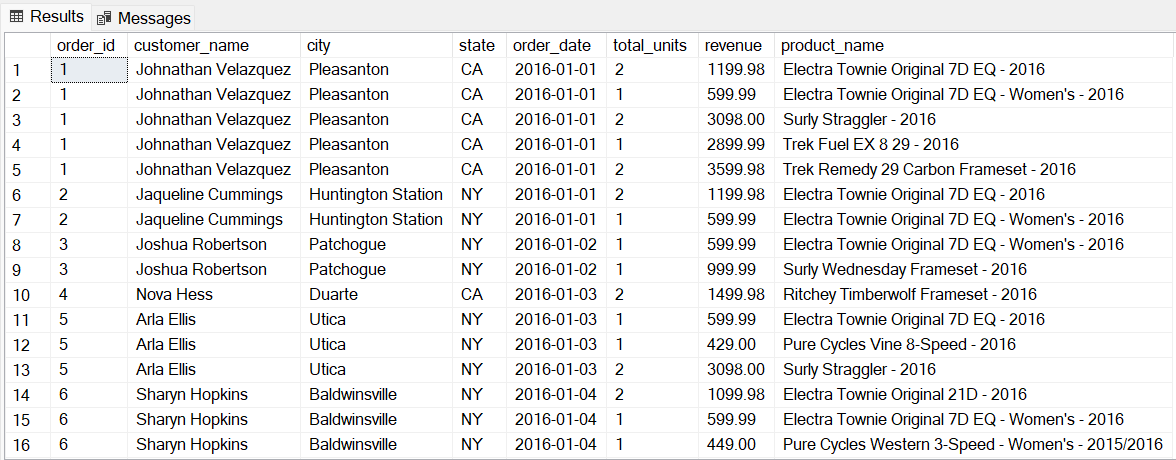 Results Messages
order_id customer_name city state order_date total_units revenue product_name
1 1 Johnathan Velazquez Pleasanton CA 2016-01-01 2 1199.98 Electra Townie Original 7D EQ - 2016
2 1 Johnathan Velazquez Pleasanton CA 2016-01-01 1 599.99 Electra Townie Original 7D EQ - Women's - 2016
3 1 Johnathan Velazquez Pleasanton CA 2016-01-01 2 3098.00 Surly Straggler - 2016
4 1 Johnathan Velazquez Pleasanton CA 2016-01-01 1 2899.99 Trek Fuel EX 8 29 - 2016
5 1 Johnathan Velazquez Pleasanton CA 2016-01-01 2 3599.98 Trek Remedy 29 Carbon Frameset - 2016
6 2 Jaqueline Cummings Huntington Station NY 2016-01-01 2 1199.98 Electra Townie Original 7D EQ - 2016
7 2 Jaqueline Cummings Huntington Station NY 2016-01-01 1 599.99 Electra Townie Original 7D EQ - Women's - 2016
8 3 Joshua Robertson Patchogue NY 2016-01-02 1 599.99 Electra Townie Original 7D EQ - Women's - 2016
9 3 Joshua Robertson Patchogue NY 2016-01-02 1 999.99 Surly Wednesday Frameset - 2016
10 4 Nova Hess Duarte CA 2016-01-03 2 1499.98 Ritchey Timberwolf Frameset - 2016
11 5 Arla Ellis Utica NY 2016-01-03 1 599.99 Electra Townie Original 7D EQ - 2016
12 5 Arla Ellis Utica NY 2016-01-03 1 429.00 Pure Cycles Vine 8-Speed - 2016
13 5 Arla Ellis Utica NY 2016-01-03 2 3098.00 Surly Straggler - 2016
14 6 Sharyn Hopkins Baldwinsville NY 2016-01-04 2 1099.98 Electra Townie Original 21D - 2016
15 6 Sharyn Hopkins Baldwinsville NY 2016-01-04 1 599.99 Electra Townie Original 7D EQ - Women's - 2016
16 6 Sharyn Hopkins Baldwinsville NY 2016-01-04 1 449.00 Pure Cycles Western 3-Speed - Women's - 2015/2016